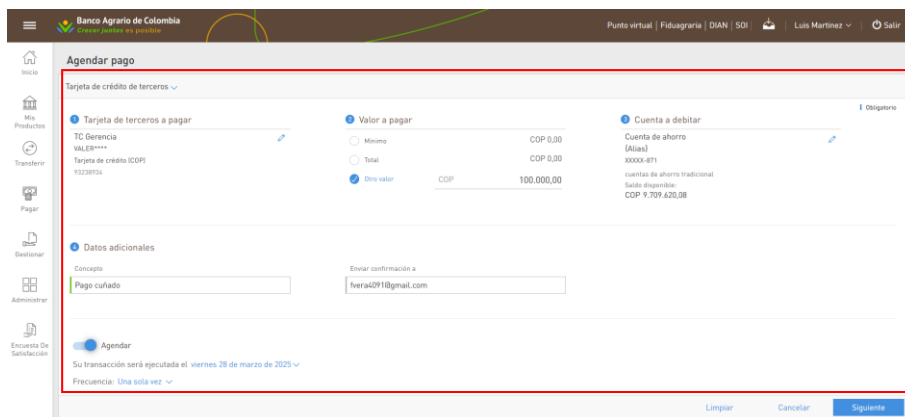 Banco Agrario de Colombia
Crecer juntos es posible
Punto virtual | Fiduagraria | DIAN | SOI | Luis Martinez Salir
Inicio
Mis Productos
Transferir
Pagar
Gestionar
Administrar
Encuesta De Satisfacción
Agendar pago
Tarjeta de crédito de terceros
Obligatorio
1 Tarjeta de terceros a pagar
TC Gerencia
VALER****
Tarjeta de crédito (COP)
93238936
2 Valor a pagar
Mínimo COP 0,00
Total COP 0,00
Otro valor COP 100.000,00
3 Cuenta a debitar
Cuenta de ahorro
(Alias)
XXXXX-871
cuentas de ahorro tradicional
Saldo disponible:
COP 9.709.620,08
4 Datos adicionales
Concepto
Pago cuñado
Enviar confirmación a
fvera4091@gmail.com
Agendar
Su transacción será ejecutada el viernes 28 de marzo de 2025
Frecuencia: Una sola vez
Limpiar Cancelar Siguiente